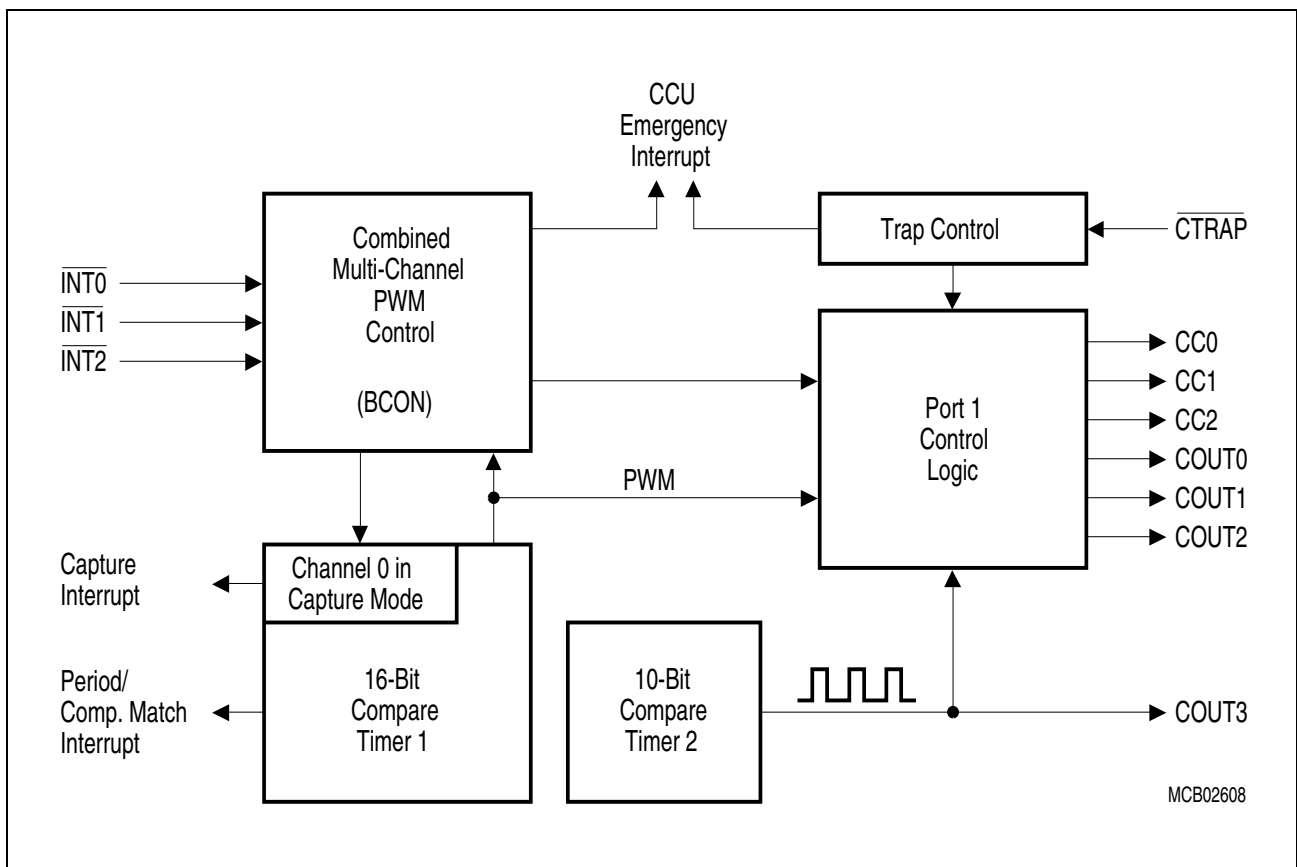 CCU
Emergency
Interrupt
Combined
Multi-Channel
PWM
Control
(BCON)
Trap Control
CTRAP
INT0
INT1
INT2
Port 1
Control
Logic
CC0
CC1
CC2
COUT0
COUT1
COUT2
PWM
Capture
Interrupt
Channel 0 in
Capture Mode
Period/
Comp. Match
Interrupt
16-Bit
Compare
Timer 1
10-Bit
Compare
Timer 2
COUT3
MCB02608